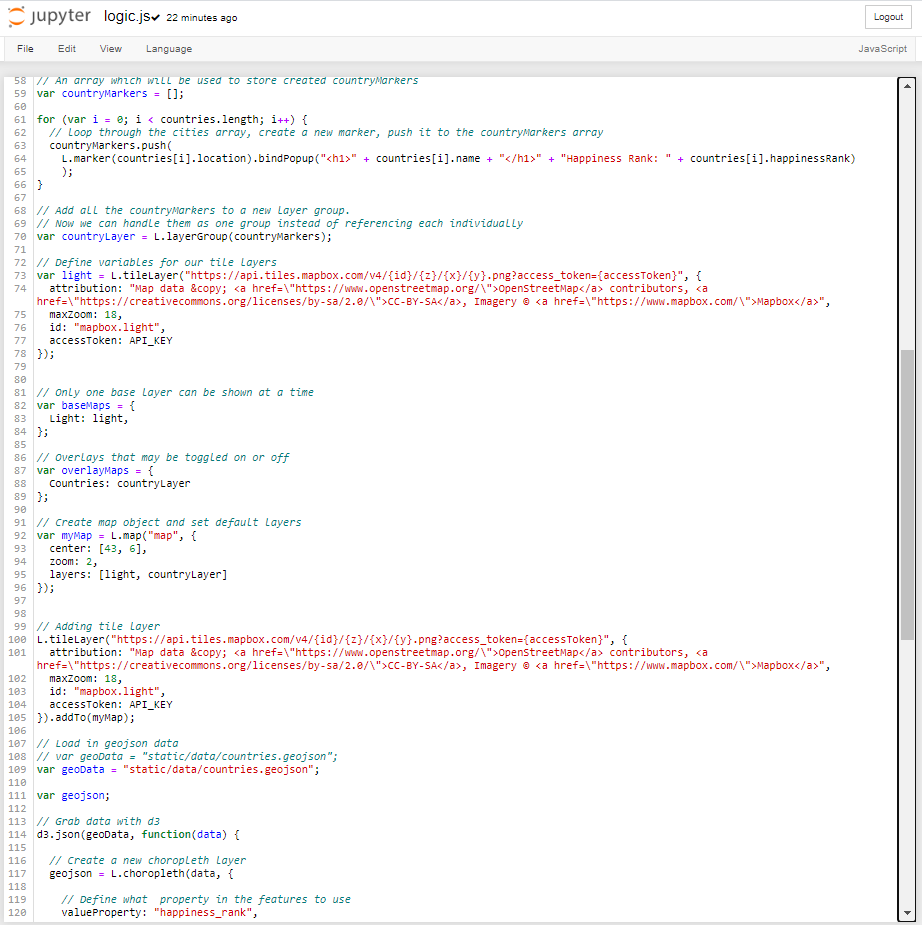 jupyter logic.js✔ 22 minutes ago Logout
File Edit View Language JavaScript
58 // An array which will be used to store created countryMarkers
59 var countryMarkers = [];
60
61 for (var i = 0; i < countries.length; i++) {
62 // loop through the cities array, create a new marker, push it to the countryMarkers array
63 countryMarkers.push(
64 L.marker(countries[i].location).bindPopup("<h1>" + countries[i].name + "</h1>" + "Happiness Rank: " + countries[i].happinessRank)
65 );
66 }
67
68 // Add all the countryMarkers to a new layer group.
69 // Now we can handle them as one group instead of referencing each individually
70 var countryLayer = L.layerGroup(countryMarkers);
71
72 // Define variables for our tile layers
73 var light = L.tileLayer("https://api.tiles.mapbox.com/v4/{id}/{z}/{x}/{y}.png?access_token={accessToken}", {
74 attribution: "Map data &copy; <a href=\"https://www.openstreetmap.org/\">OpenStreetMap</a> contributors, <a
href=\"https://creativecommons.org/licenses/by-sa/2.0/\">CC-BY-SA</a>, Imagery © <a href=\"https://www.mapbox.com/\">Mapbox</a>",
75 maxZoom: 18,
76 id: "mapbox.light",
77 accessToken: API_KEY
78 });
79
80
81 // Only one base layer can be shown at a time
82 var baseMaps = {
83 Light: light,
84 };
85
86 // Overlays that may be toggled on or off
87 var overlayMaps = {
88 Countries: countryLayer
89 };
90
91 // Create map object and set default layers
92 var myMap = L.map("map", {
93 center: [43, 6],
94 zoom: 2,
95 layers: [light, countryLayer]
96 });
97
98
99 // Adding tile layer
100 L.tileLayer("https://api.tiles.mapbox.com/v4/{id}/{z}/{x}/{y}.png?access_token={accessToken}", {
101 attribution: "Map data &copy; <a href=\"https://www.openstreetmap.org/\">OpenStreetMap</a> contributors, <a
href=\"https://creativecommons.org/licenses/by-sa/2.0/\">CC-BY-SA</a>, Imagery © <a href=\"https://www.mapbox.com/\">Mapbox</a>",
102 maxZoom: 18,
103 id: "mapbox.light",
104 accessToken: API_KEY
105 }).addTo(myMap);
106
107 // Load in geojson data
108 // var geoData = "static/data/countries.geojson";
109 var geoData = "static/data/countries.geojson";
110
111 var geojson;
112
113 // Grab data with d3
114 d3.json(geoData, function(data) {
115
116 // Create a new choropleth layer
117 geojson = L.choropleth(data, {
118
119 // Define what  property in the features to use
120 valueProperty: "happiness_rank",